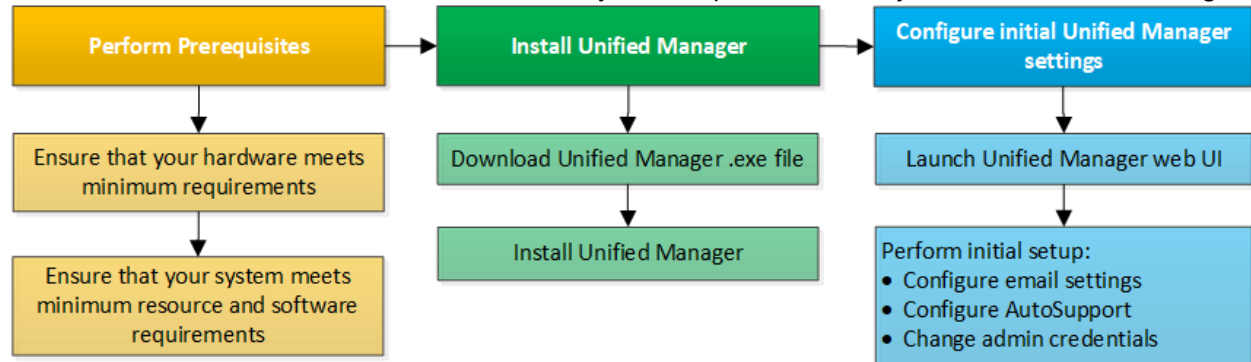 Perform Prerequisites
Ensure that your hardware meets
minimum requirements
Ensure that your system meets
minimum resource and software
requirements
Install Unified Manager
Download Unified Manager .exe file
Install Unified Manager
Configure initial Unified Manager
settings
Launch Unified Manager web UI
Perform initial setup:
• Configure email settings
• Configure AutoSupport
• Change admin credentials